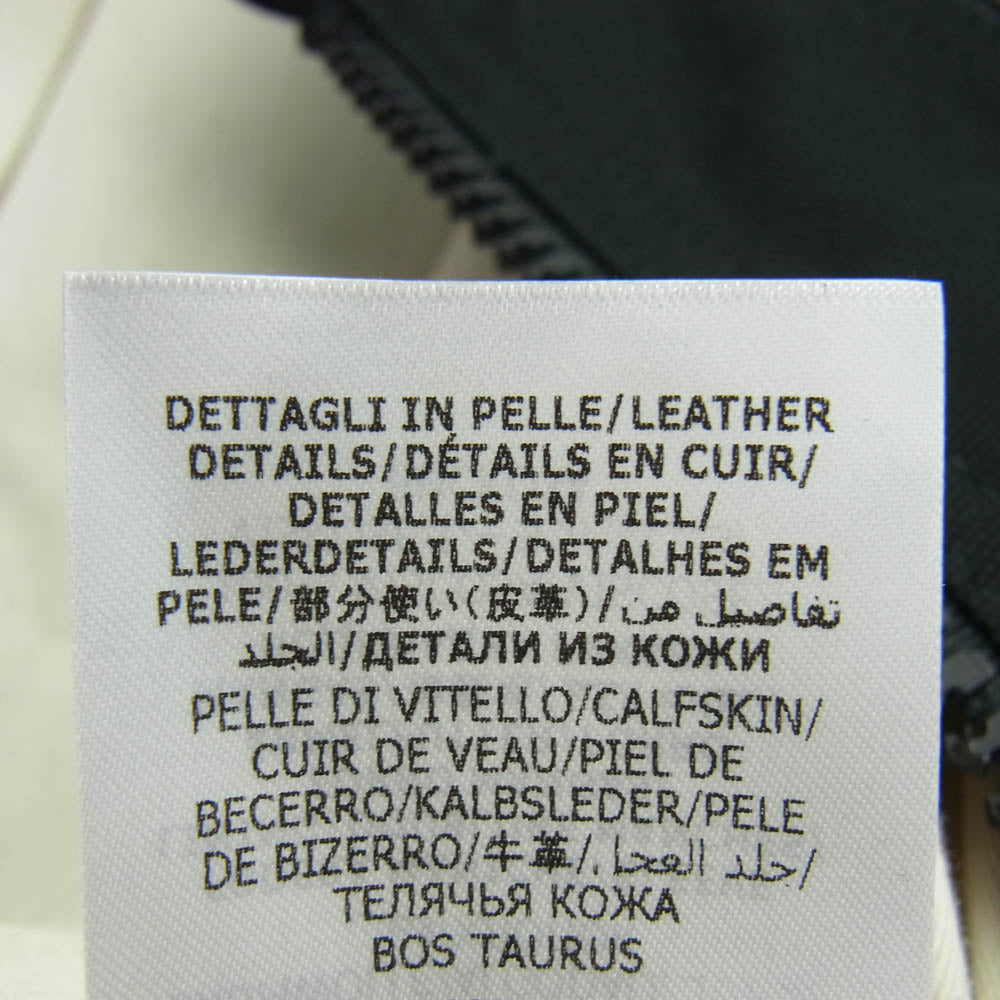 DETTAGLI IN PELLE/LEATHER
DETAILS/DÉTAILS EN CUIR/
DETALLES EN PIEL/
LEDERDETAILS/DETALHES EM
PELE/部分使い(皮革)/تفاصيل من
الجلد/ДЕТАЛИ ИЗ КОЖИ
PELLE DI VITELLO/CALFSKIN/
CUIR DE VEAU/PIEL DE
BECERRO/KALBSLEDER/PELE
DE BIZERRO/牛革/جلد العجل/
ТЕЛЯЧЬЯ КОЖА
BOS TAURUS